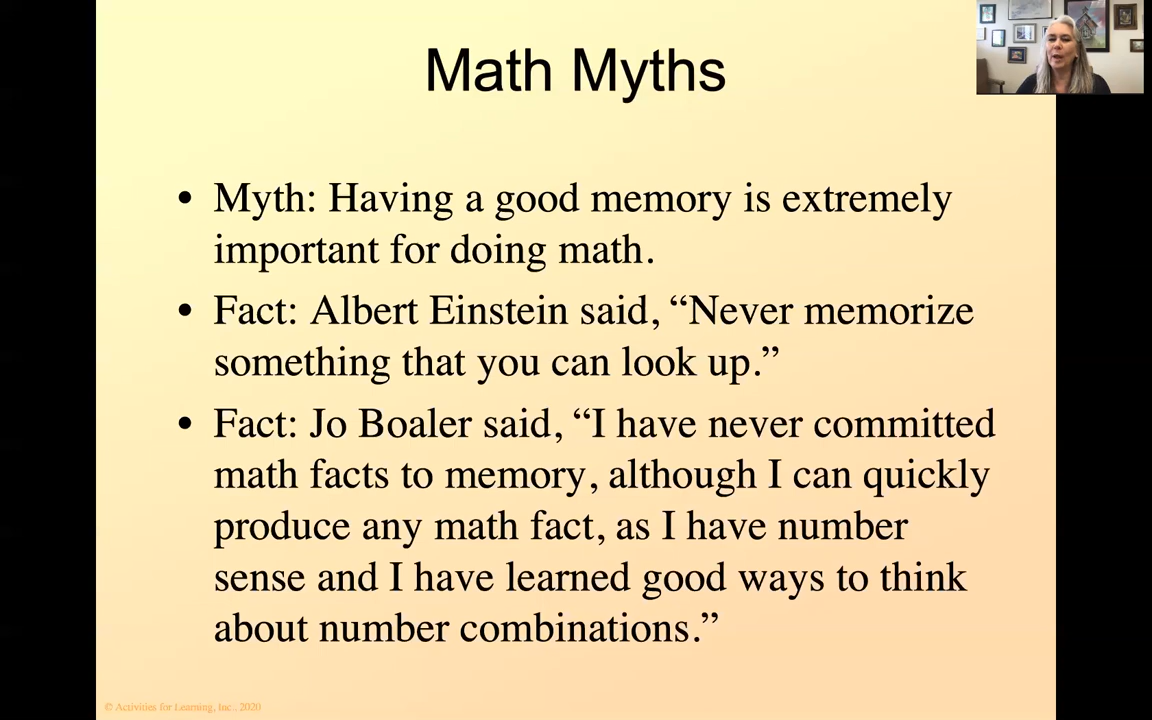 Math Myths
• Myth: Having a good memory is extremely
important for doing math.
• Fact: Albert Einstein said, “Never memorize
something that you can look up.”
• Fact: Jo Boaler said, “I have never committed
math facts to memory, although I can quickly
produce any math fact, as I have number
sense and I have learned good ways to think
about number combinations.”
© Activities for Learning, Inc., 2020